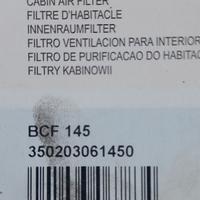 CABIN AIR FILTER
FILTRE D'HABITACLE
INNENRAUMFILTER
FILTRO VENTILACION PARA INTERIOR
FILTRO DE PURIFICACAO DO HABITAC
FILTRY KABINOWII
BCF 145
350203061450